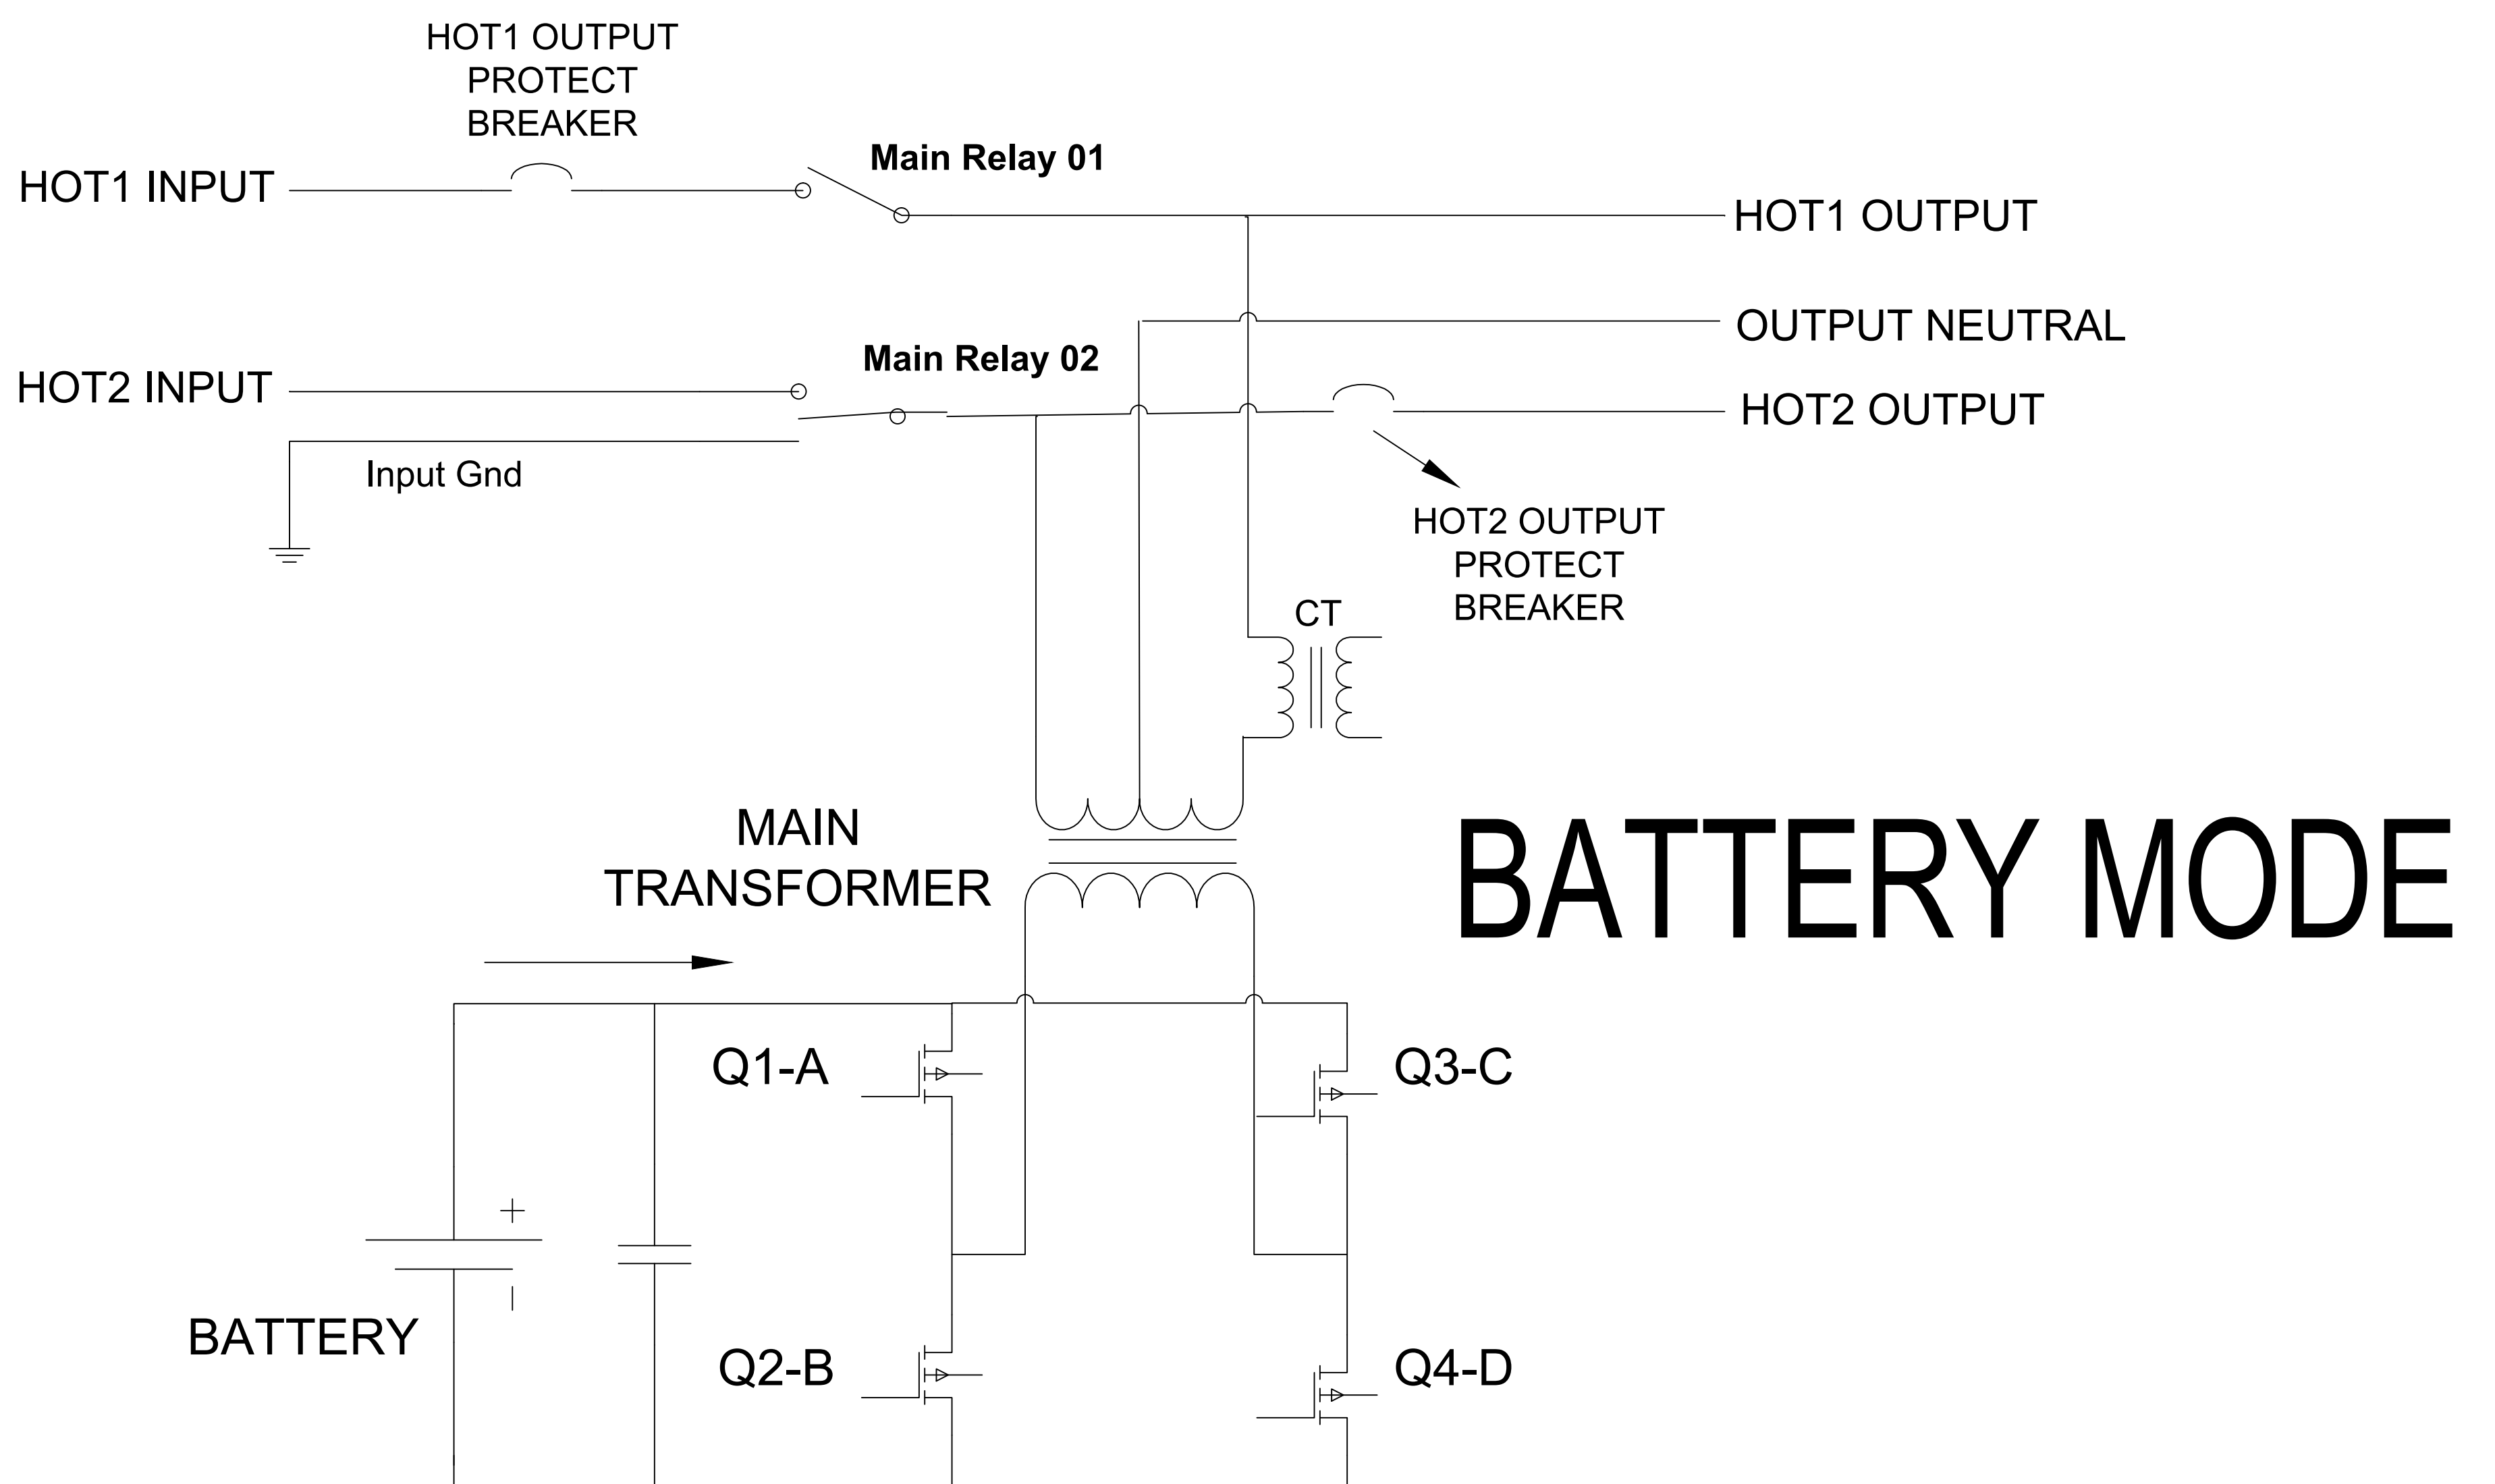 HOT1 OUTPUT
PROTECT
BREAKER
Main Relay 01
HOT1 INPUT
HOT1 OUTPUT
OUTPUT NEUTRAL
Main Relay 02
HOT2 INPUT
HOT2 OUTPUT
Input Gnd
HOT2 OUTPUT
PROTECT
BREAKER
CT
MAIN
TRANSFORMER
BATTERY MODE
Q1-A
Q3-C
BATTERY
Q2-B
Q4-D